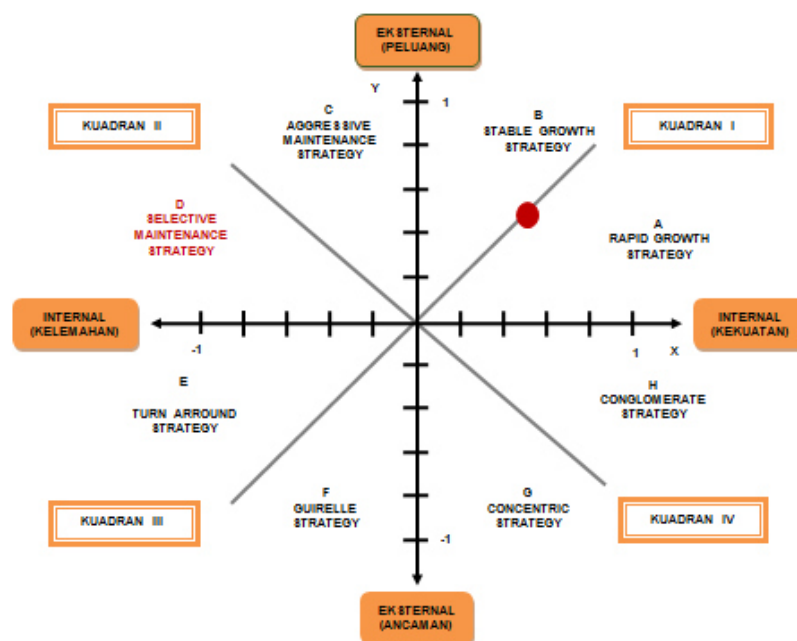 EKSTERNAL
(PELUANG)
Y
1
KUADRAN II
C
AGGRESSIVE
MAINTENANCE
STRATEGY
B
STABLE GROWTH
STRATEGY
KUADRAN I
D
SELECTIVE
MAINTENANCE
STRATEGY
A
RAPID GROWTH
STRATEGY
INTERNAL
(KELEMAHAN)
-1
1
X
INTERNAL
(KEKUATAN)
E
TURN ARROUND
STRATEGY
H
CONGLOMERATE
STRATEGY
KUADRAN III
F
GUIRELLE
STRATEGY
G
CONCENTRIC
STRATEGY
KUADRAN IV
-1
EKSTERNAL
(ANCAMAN)